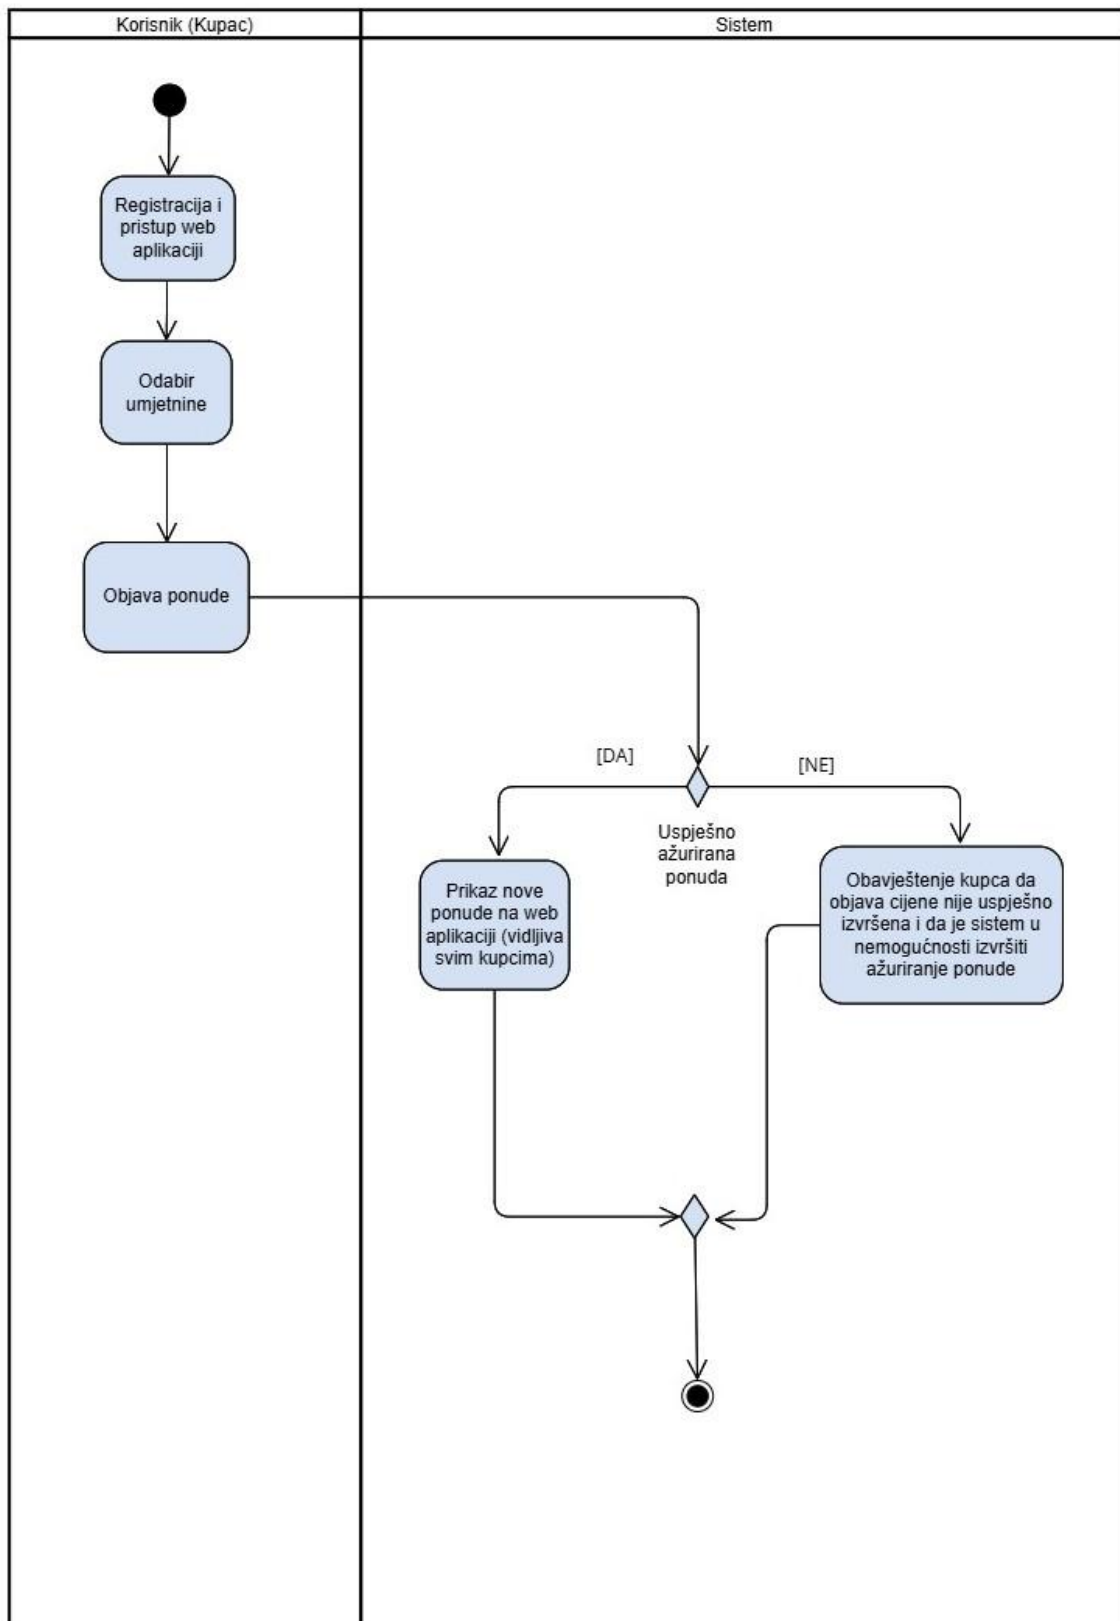 Korisnik (Kupac)
Sistem
Registracija i
pristup web
aplikaciji
Odabir
umjetnine
Objava ponude
[DA]
[NE]
Uspješno
ažurirana
ponuda
Prikaz nove
ponude na web
aplikaciji (vidljiva
svim kupcima)
Obavještenje kupca da
objava cijene nije uspješno
izvršena i da je sistem u
nemogućnosti izvršiti
ažuriranje ponude